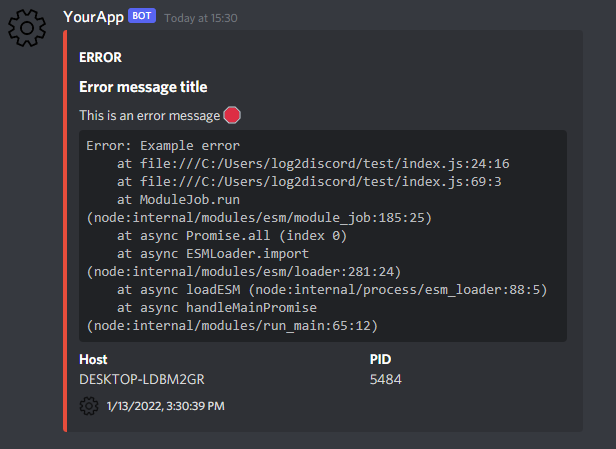 YourApp BOT Today at 15:30
ERROR
Error message title
This is an error message 🛑
Error: Example error
    at file:///C:/Users/log2discord/test/index.js:24:16
    at file:///C:/Users/log2discord/test/index.js:69:3
    at ModuleJob.run
(node:internal/modules/esm/module_job:185:25)
    at async Promise.all (index 0)
    at async ESMLoader.import
(node:internal/modules/esm/loader:281:24)
    at async loadESM (node:internal/process/esm_loader:88:5)
    at async handleMainPromise
(node:internal/modules/run_main:65:12)
Host PID
DESKTOP-LDBM2GR 5484
1/13/2022, 3:30:39 PM